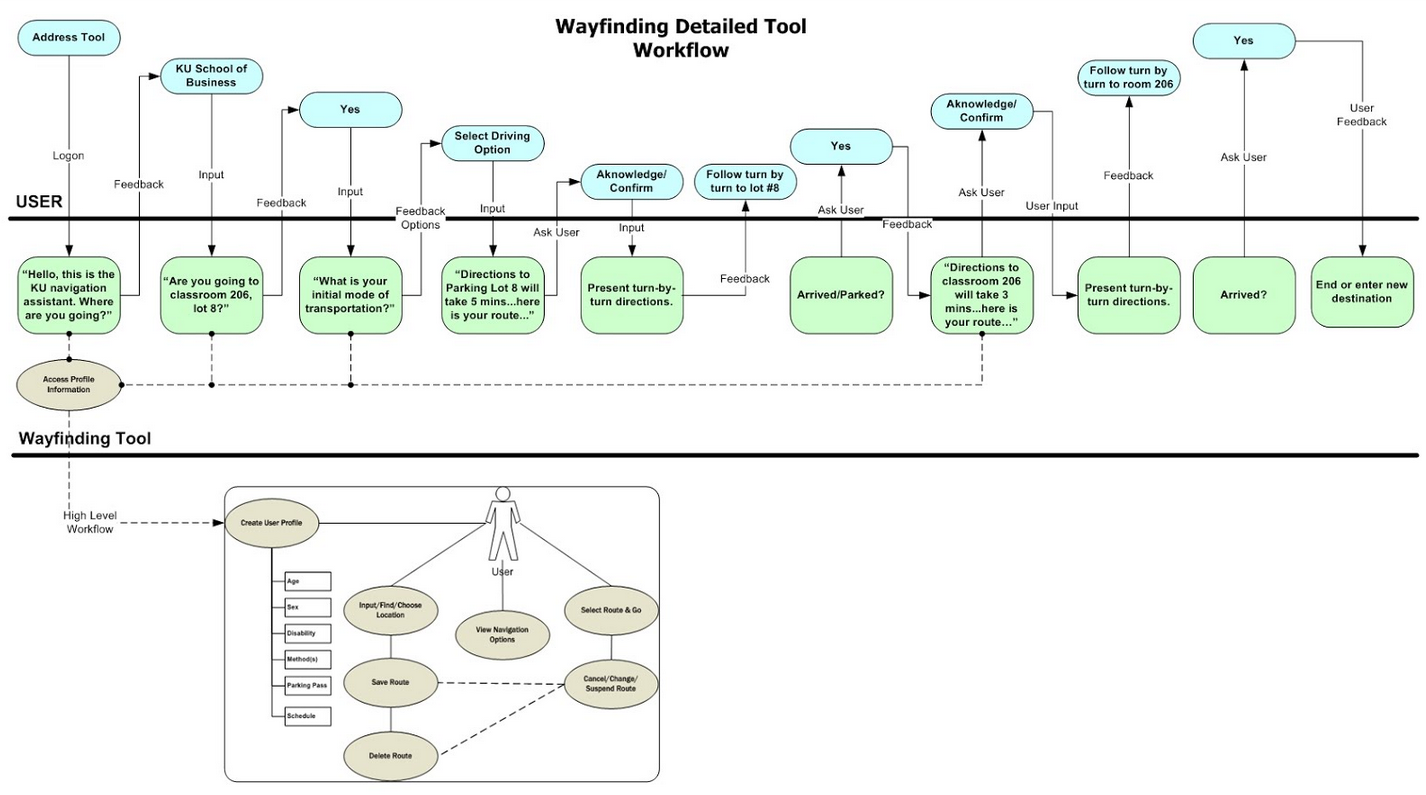 Wayfinding Detailed Tool
Workflow
Address Tool
KU School of
Business
Yes
Select Driving
Option
Aknowledge/
Confirm
Follow turn by
turn to lot #8
Yes
Aknowledge/
Confirm
Follow turn by
turn to room 206
Yes
Logon
Feedback
Input
Feedback
Input
Feedback
Options
Input
Ask User
Input
Feedback
Ask User
Feedback
Ask User
User Input
Feedback
Ask User
User
Feedback
USER
“Hello, this is the
KU navigation
assistant. Where
are you going?”
“Are you going to
classroom 206,
lot 8?”
“What is your
initial mode of
transportation?”
“Directions to
Parking Lot 8 will
take 5 mins...here
is your route...”
Present turn-by-
turn directions.
Arrived/Parked?
“Directions to
classroom 206
will take 3
mins...here is
your route…”
Present turn-by-
turn directions.
Arrived?
End or enter new
destination
Access Profile
Information
Wayfinding Tool
High Level
Workflow
Create User Profile
User
Age
Sex
Disability
Method(s)
Parking Pass
Schedule
Input/Find/Choose
Location
View Navigation
Options
Select Route & Go
Save Route
Cancel/Change/
Suspend Route
Delete Route